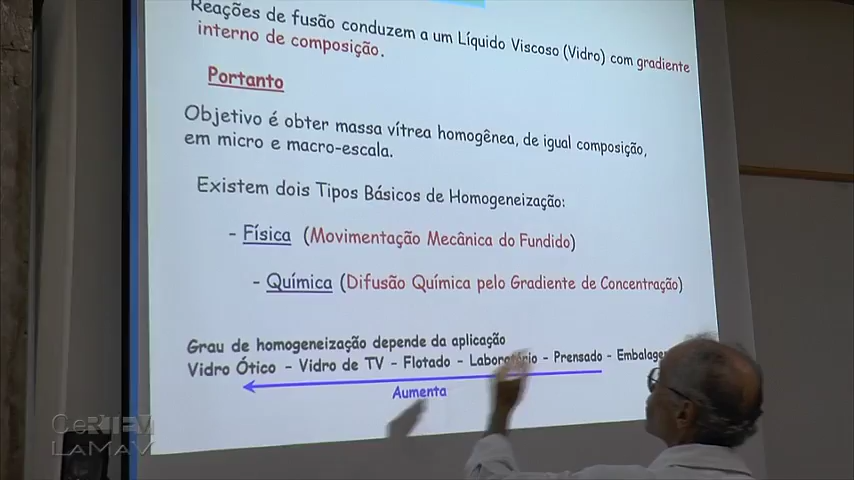 Reações de fusão conduzem a um Líquido Viscoso (Vidro) com gradiente
interno de composição.
Portanto
Objetivo é obter massa vítrea homogênea, de igual composição,
em micro e macro-escala.
Existem dois Tipos Básicos de Homogeneização:
- Física (Movimentação Mecânica do Fundido)
- Química (Difusão Química pelo Gradiente de Concentração)
Grau de homogeneização depende da aplicação
Vidro Ótico - Vidro de TV - Flotado - Laboratório - Prensado -
Aumenta
CeRTEV
LaMaV